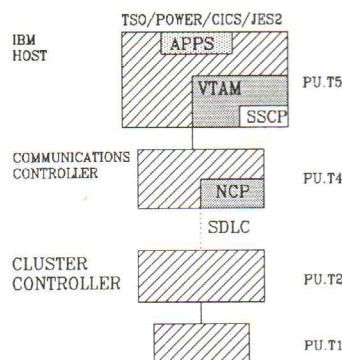 TSO/POWER/CICS/JES2
IBM
HOST
APPS
VTAM
PU.T5
SSCP
COMMUNICATIONS
CONTROLLER
PU.T4
NCP
SDLC
CLUSTER
CONTROLLER
PU.T2
PU.T1